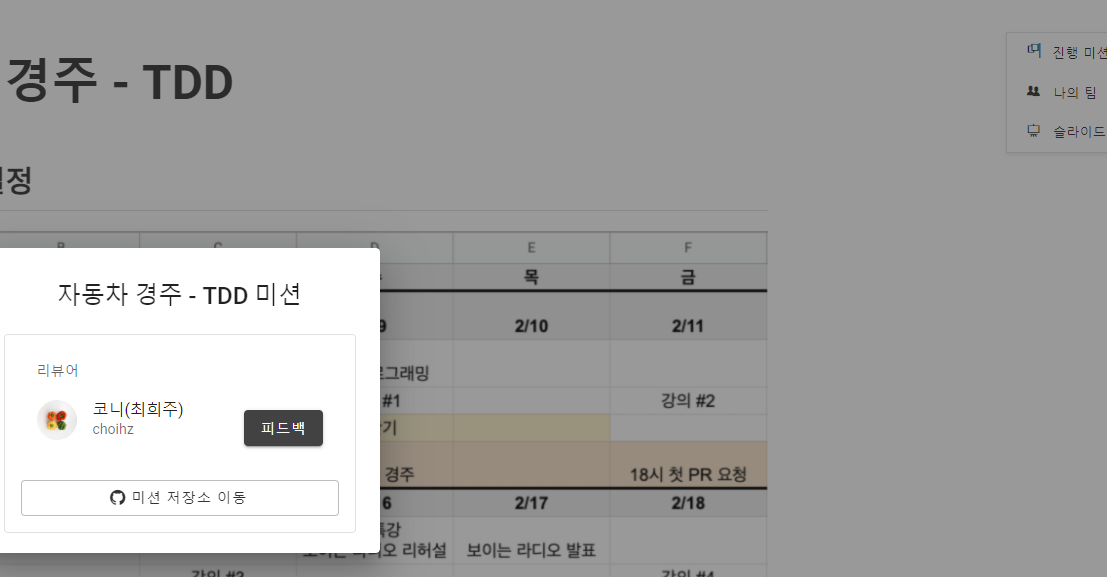 경주 - TDD
진행 미션
나의 팀
슬라이드
일정
B C D E F
목 금
9 2/10 2/11
로그래밍
#1 강의 #2
기
경주 18시 첫 PR 요청
6 2/17 2/18
특강
보이는 라디오 리허설 보이는 라디오 발표
강의 #3 강의 #4
자동차 경주 - TDD 미션
리뷰어
코니(최희주)
choihz
피드백
미션 저장소 이동